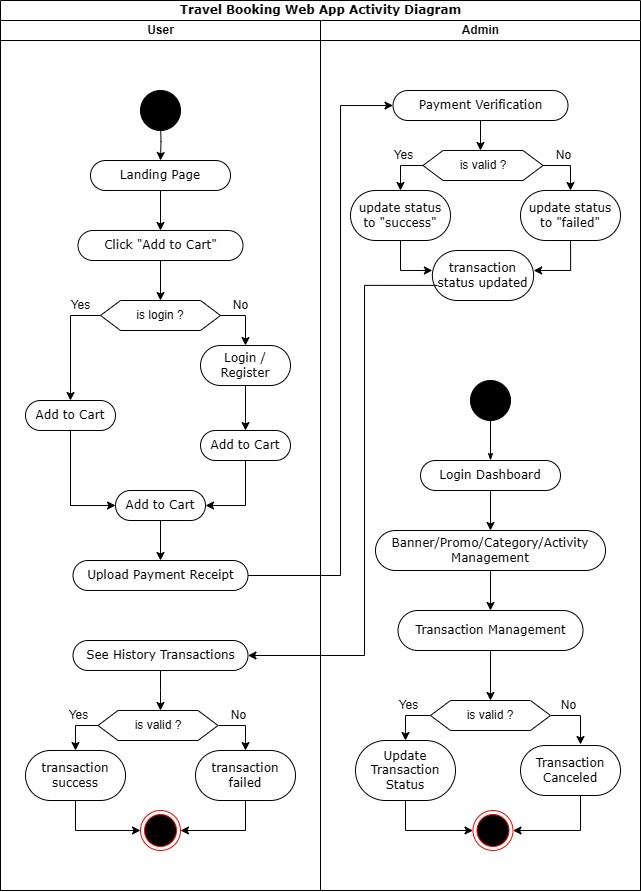 Travel Booking Web App Activity Diagram
User
Admin
Landing Page
Click "Add to Cart"
is login ?
Yes
No
Login /
Register
Add to Cart
Add to Cart
Add to Cart
Upload Payment Receipt
Payment Verification
is valid ?
Yes
No
update status
to "success"
update status
to "failed"
transaction
status updated
See History Transactions
is valid ?
Yes
No
transaction
success
transaction
failed
Login Dashboard
Banner/Promo/Category/Activity
Management
Transaction Management
is valid ?
Yes
No
Update
Transaction
Status
Transaction
Canceled